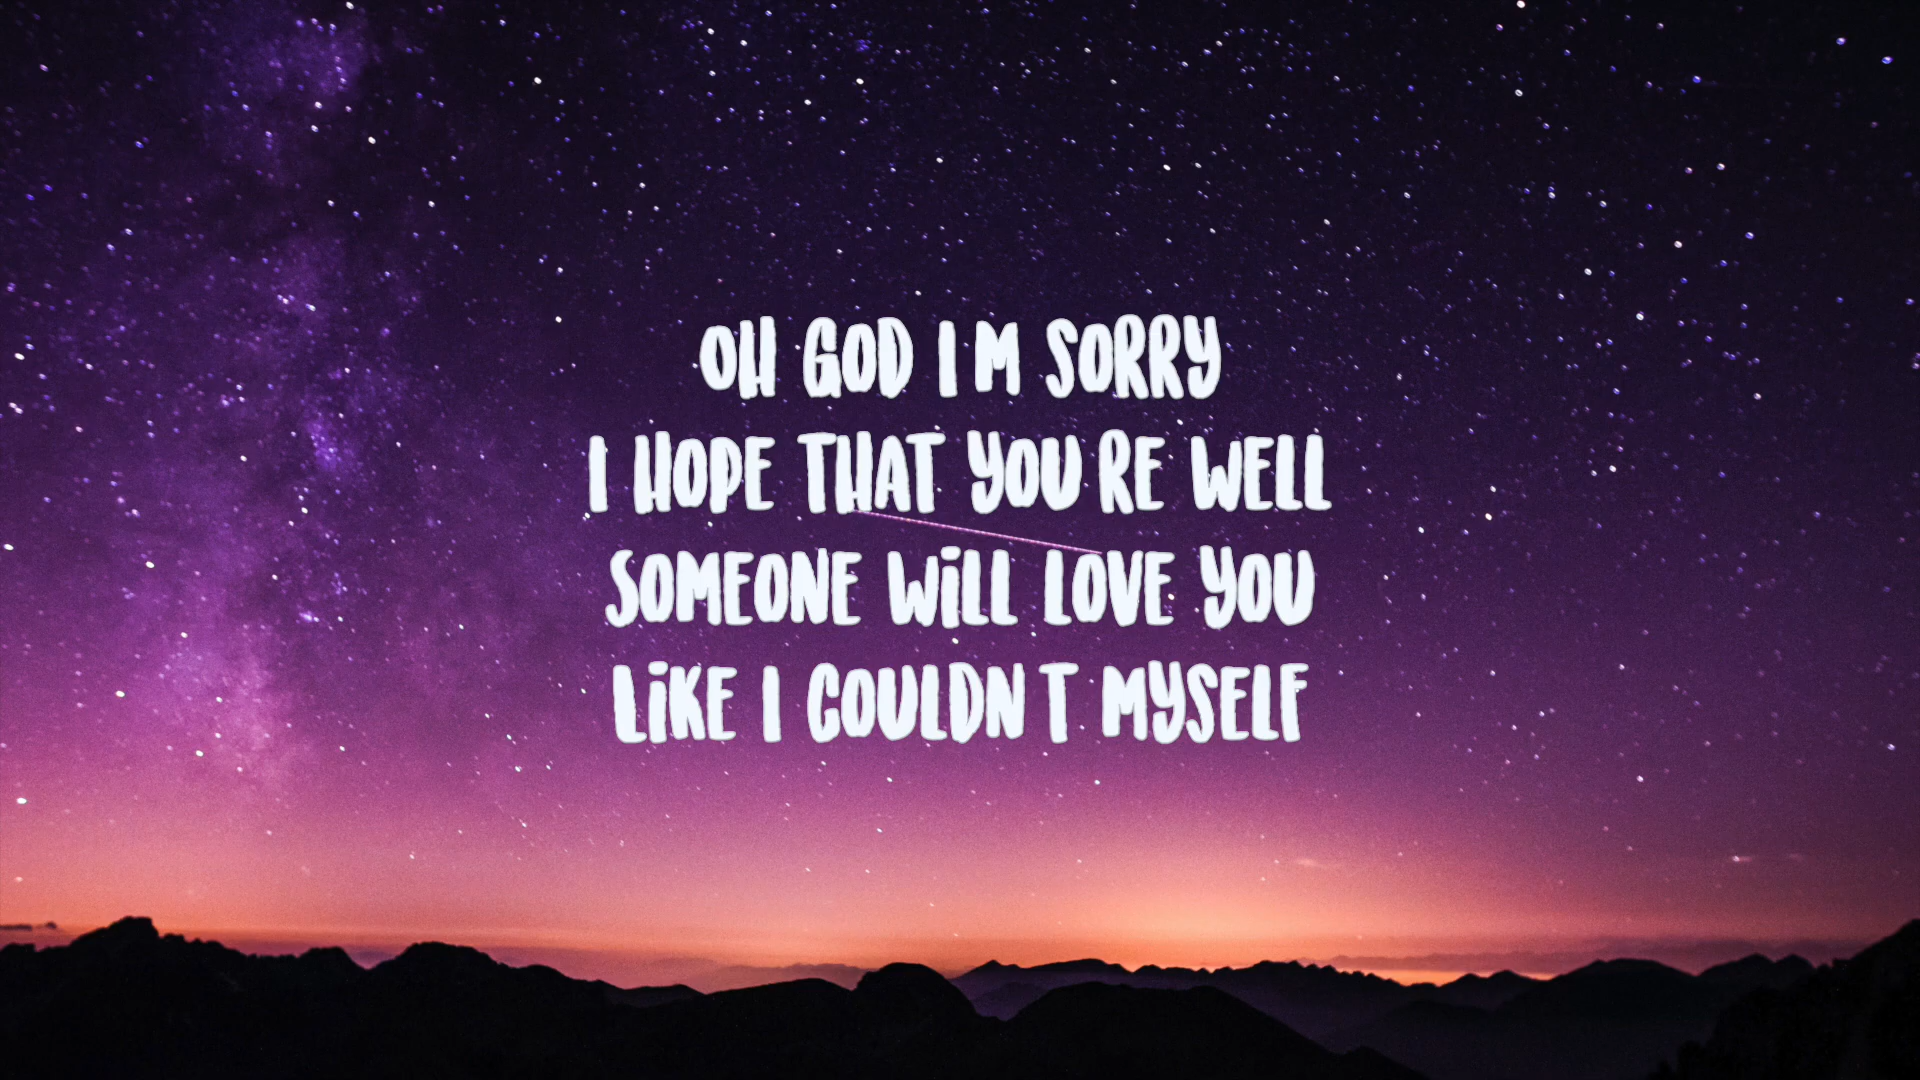 OH GOD I M SORRY
I HOPE THAT YOU RE WELL
SOMEONE WiLL LOVE YOU
LiKE I COULDN T MYSELF